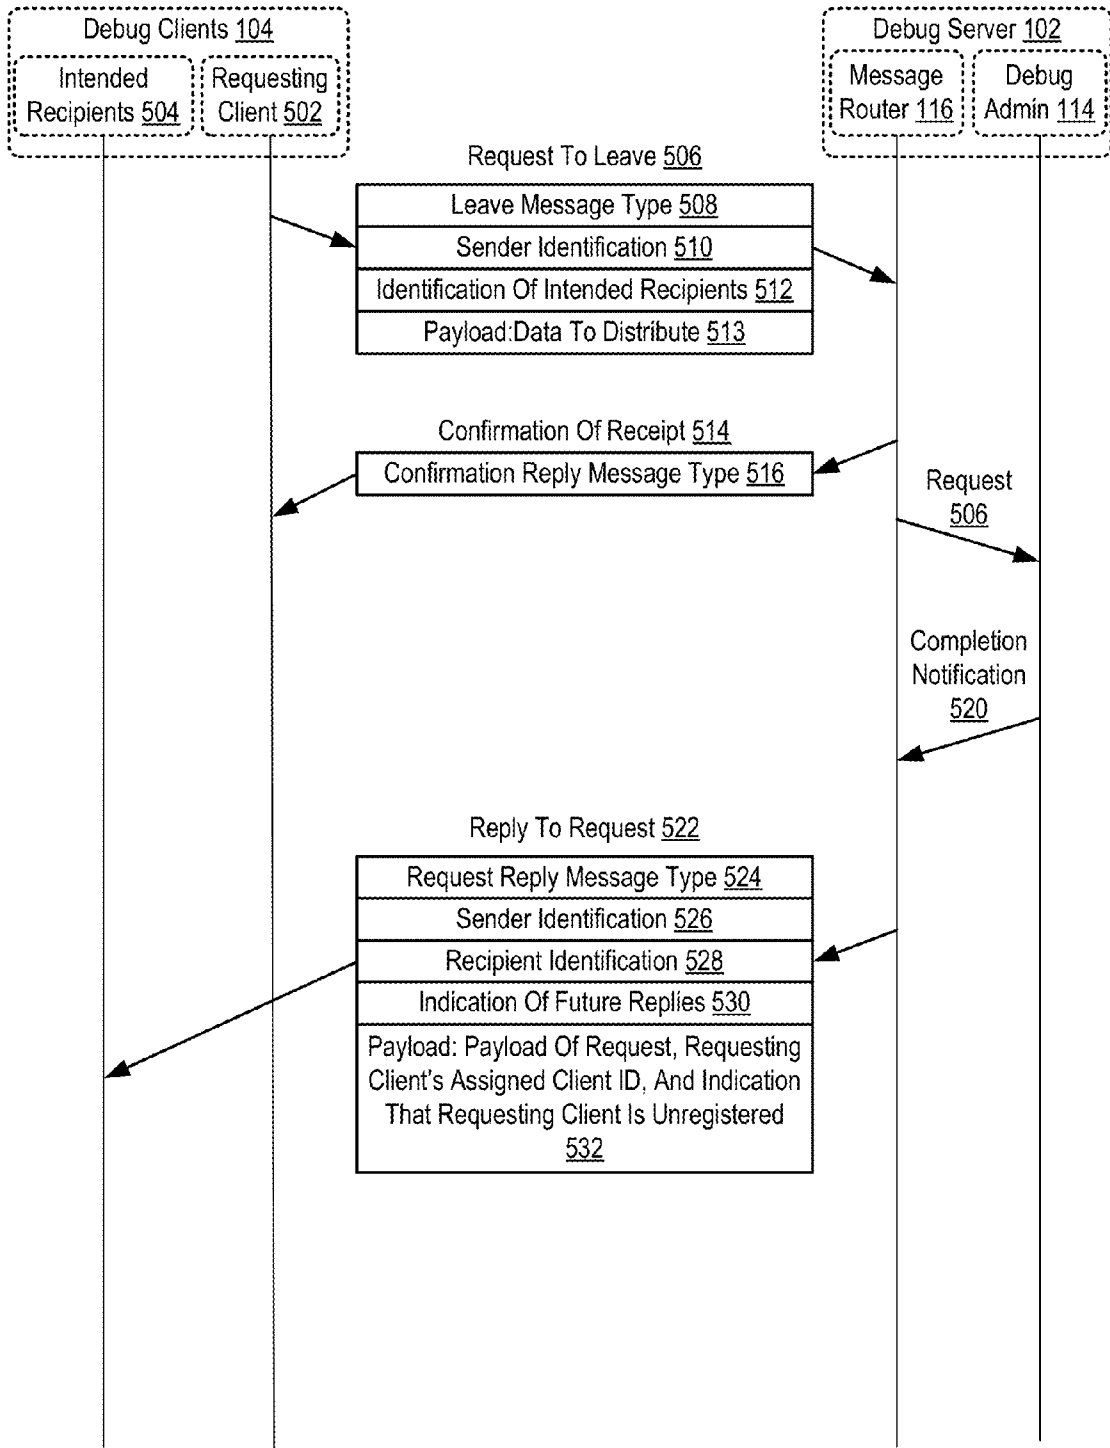 Debug Clients 104
Intended
Recipients 504
Requesting
Client 502
Debug Server 102
Message
Router 116
Debug
Admin 114
Request To Leave 506
Leave Message Type 508
Sender Identification 510
Identification Of Intended Recipients 512
Payload:Data To Distribute 513
Confirmation Of Receipt 514
Confirmation Reply Message Type 516
Request
506
Completion
Notification
520
Reply To Request 522
Request Reply Message Type 524
Sender Identification 526
Recipient Identification 528
Indication Of Future Replies 530
Payload: Payload Of Request, Requesting
Client's Assigned Client ID, And Indication
That Requesting Client Is Unregistered
532